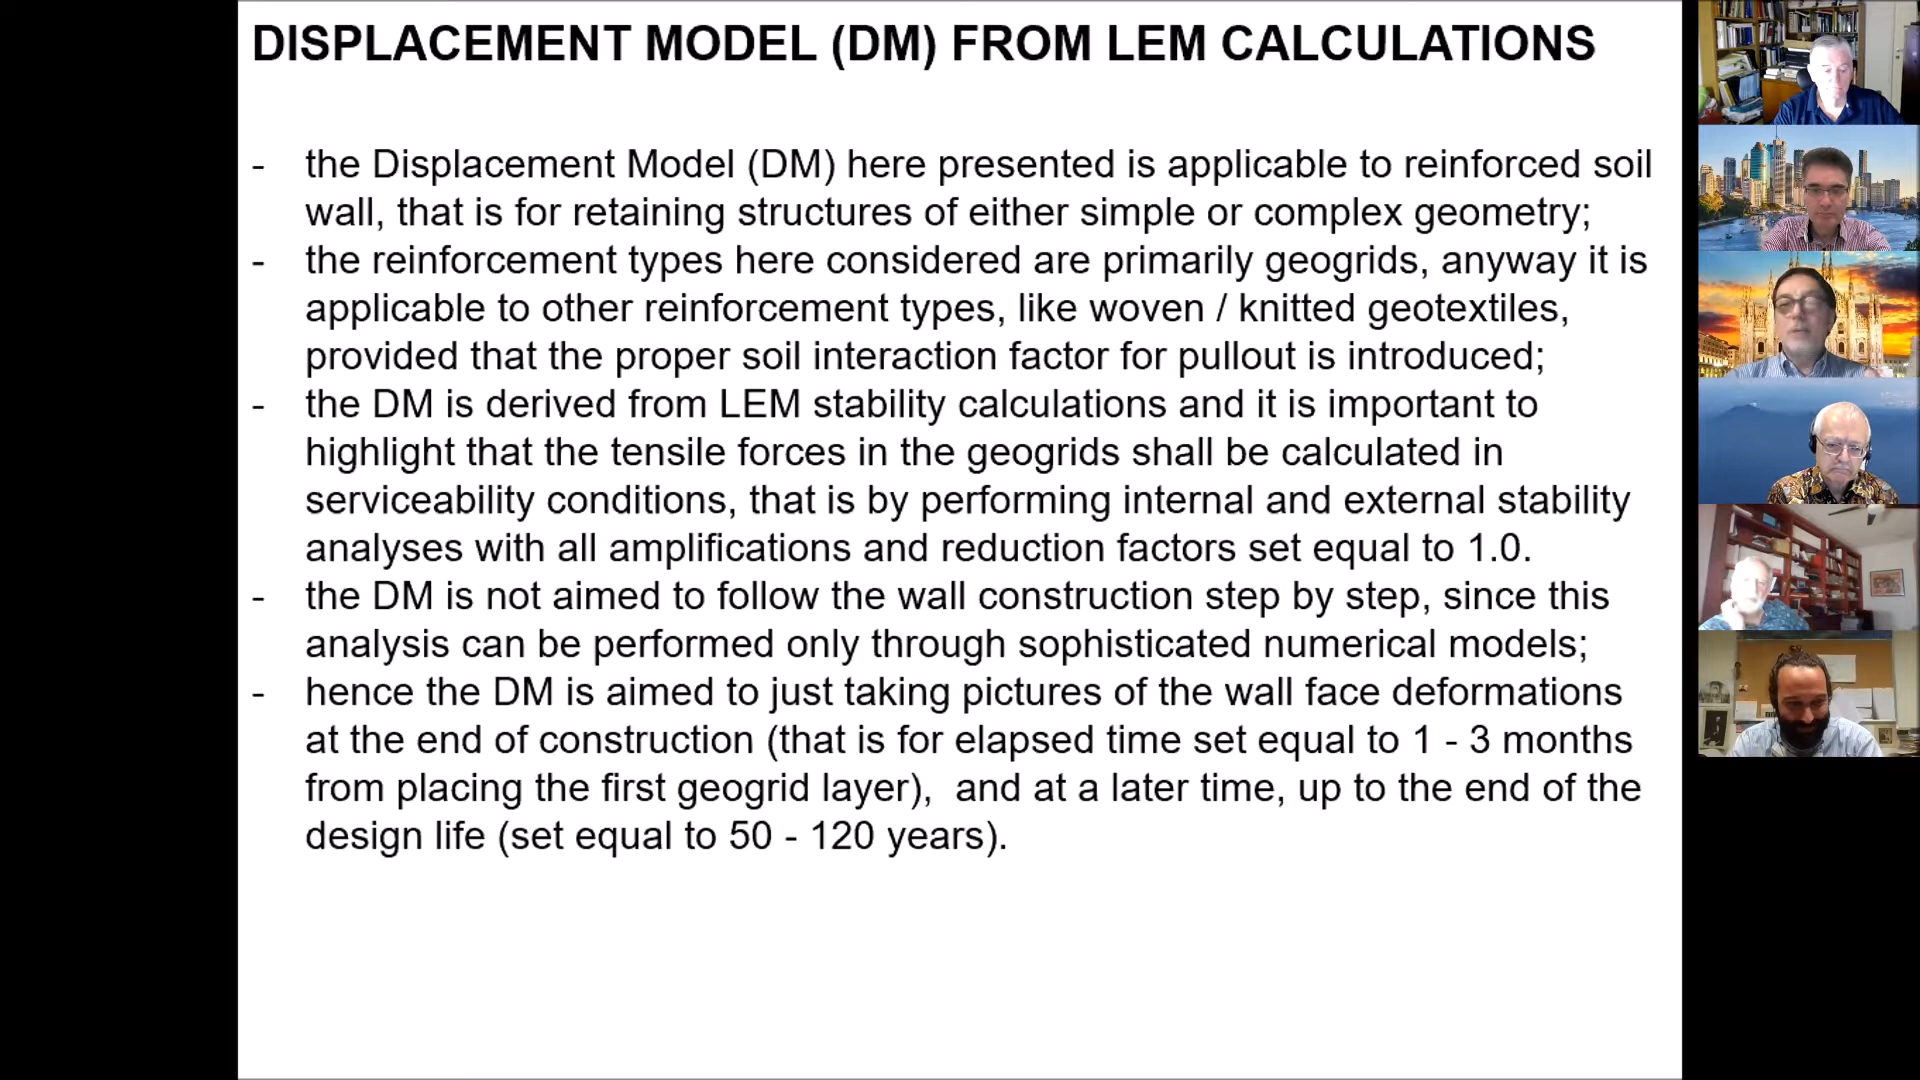 DISPLACEMENT MODEL (DM) FROM LEM CALCULATIONS
- the Displacement Model (DM) here presented is applicable to reinforced soil
wall, that is for retaining structures of either simple or complex geometry;
- the reinforcement types here considered are primarily geogrids, anyway it is
applicable to other reinforcement types, like woven / knitted geotextiles,
provided that the proper soil interaction factor for pullout is introduced;
- the DM is derived from LEM stability calculations and it is important to
highlight that the tensile forces in the geogrids shall be calculated in
serviceability conditions, that is by performing internal and external stability
analyses with all amplifications and reduction factors set equal to 1.0.
- the DM is not aimed to follow the wall construction step by step, since this
analysis can be performed only through sophisticated numerical models;
- hence the DM is aimed to just taking pictures of the wall face deformations
at the end of construction (that is for elapsed time set equal to 1 - 3 months
from placing the first geogrid layer),  and at a later time, up to the end of the
design life (set equal to 50 - 120 years).